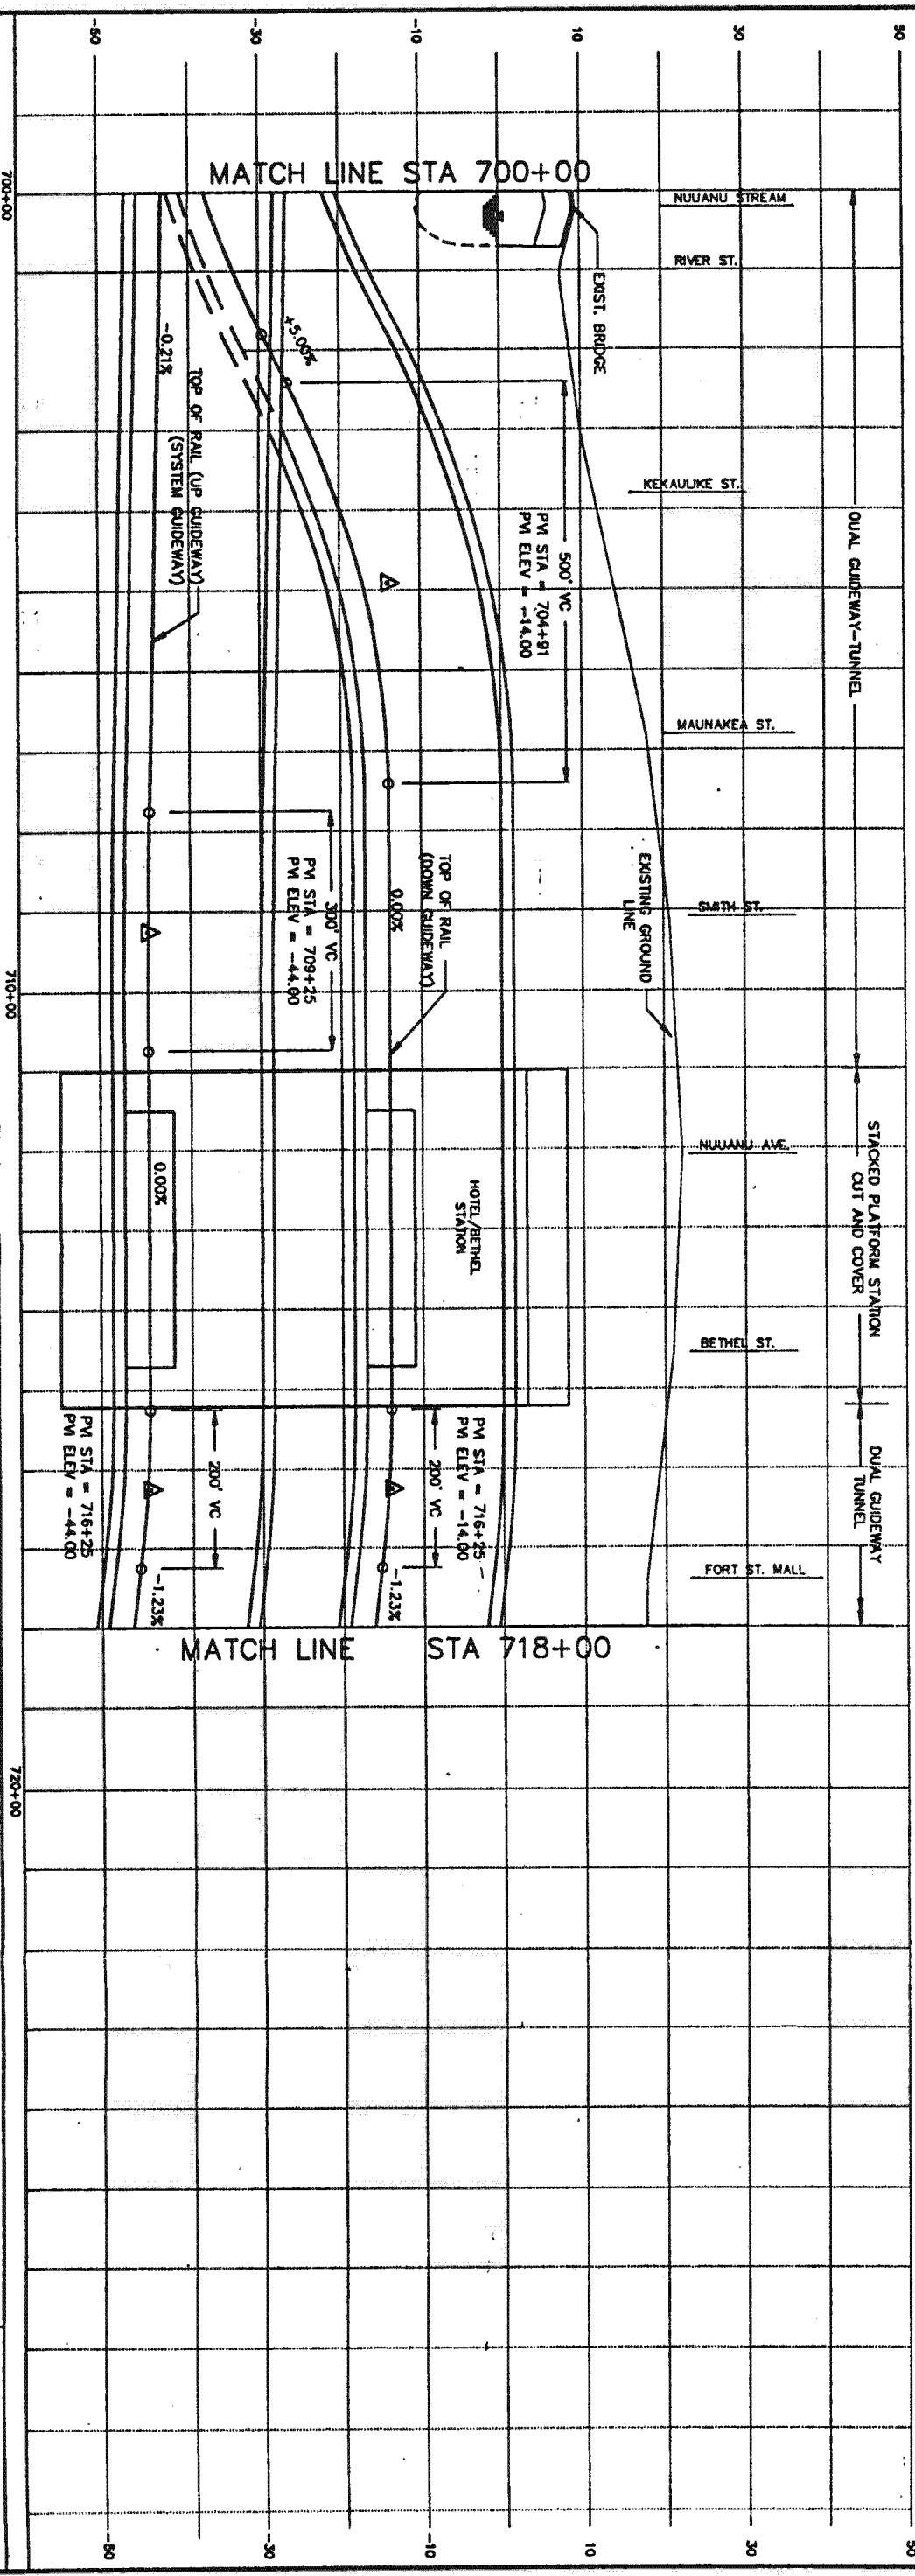 50
30
10
-10
-30
-50
MATCH LINE STA 700+00
NUUANU STREAM
RIVER ST.
KEKAULIKE ST.
MAUNAKEA ST.
SMITH ST.
NUUANU AVE.
BETHEL ST.
FORT ST. MALL
DUAL GUIDEWAY-TUNNEL
STACKED PLATFORM STATION
CUT AND COVER
DUAL GUIDEWAY
TUNNEL
EXIST. BRIDGE
EXISTING GROUND
LINE
500' VC
PVI STA = 704+91
PVI ELEV = -14.00
+5.00%
-0.21%
TOP OF RAIL (UP GUIDEWAY)
(SYSTEM GUIDEWAY)
TOP OF RAIL
(DOWN GUIDEWAY)
0.00%
300' VC
PVI STA = 709+25
PVI ELEV = -44.00
HOTEL/BETHEL
STATION
0.00%
200' VC
PVI STA = 716+25
PVI ELEV = -14.00
-1.23%
200' VC
PVI STA = 716+25
PVI ELEV = -44.00
-1.23%
MATCH LINE STA 718+00
50
30
10
-10
-30
-50
700+00
710+00
720+00